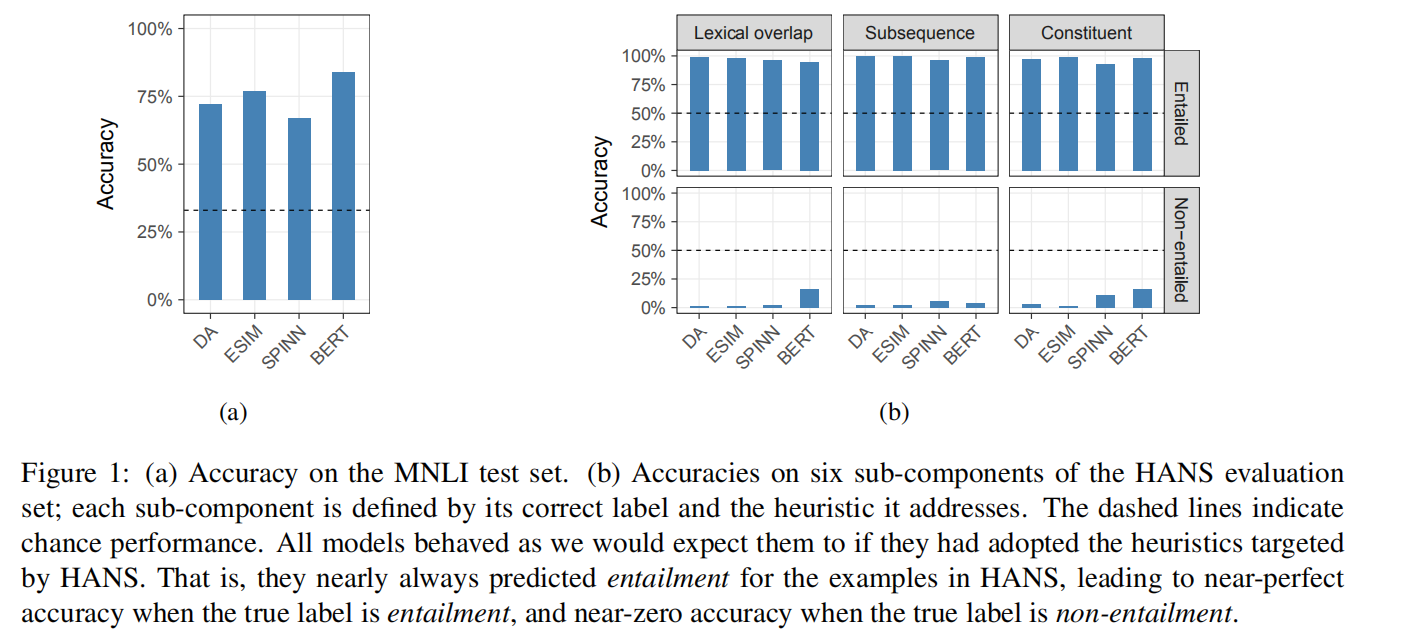 100%
75%
50%
25%
0%
Accuracy
DA
ESIM
SPINN
BERT
(a)
Lexical overlap
Subsequence
Constituent
100%
75%
50%
25%
0%
Entailed
Accuracy
100%
75%
50%
25%
0%
Non−entailed
DA
ESIM
SPINN
BERT
DA
ESIM
SPINN
BERT
DA
ESIM
SPINN
BERT
(b)
Figure 1: (a) Accuracy on the MNLI test set. (b) Accuracies on six sub-components of the HANS evaluation
set; each sub-component is defined by its correct label and the heuristic it addresses. The dashed lines indicate
chance performance. All models behaved as we would expect them to if they had adopted the heuristics targeted
by HANS. That is, they nearly always predicted entailment for the examples in HANS, leading to near-perfect
accuracy when the true label is entailment, and near-zero accuracy when the true label is non-entailment.